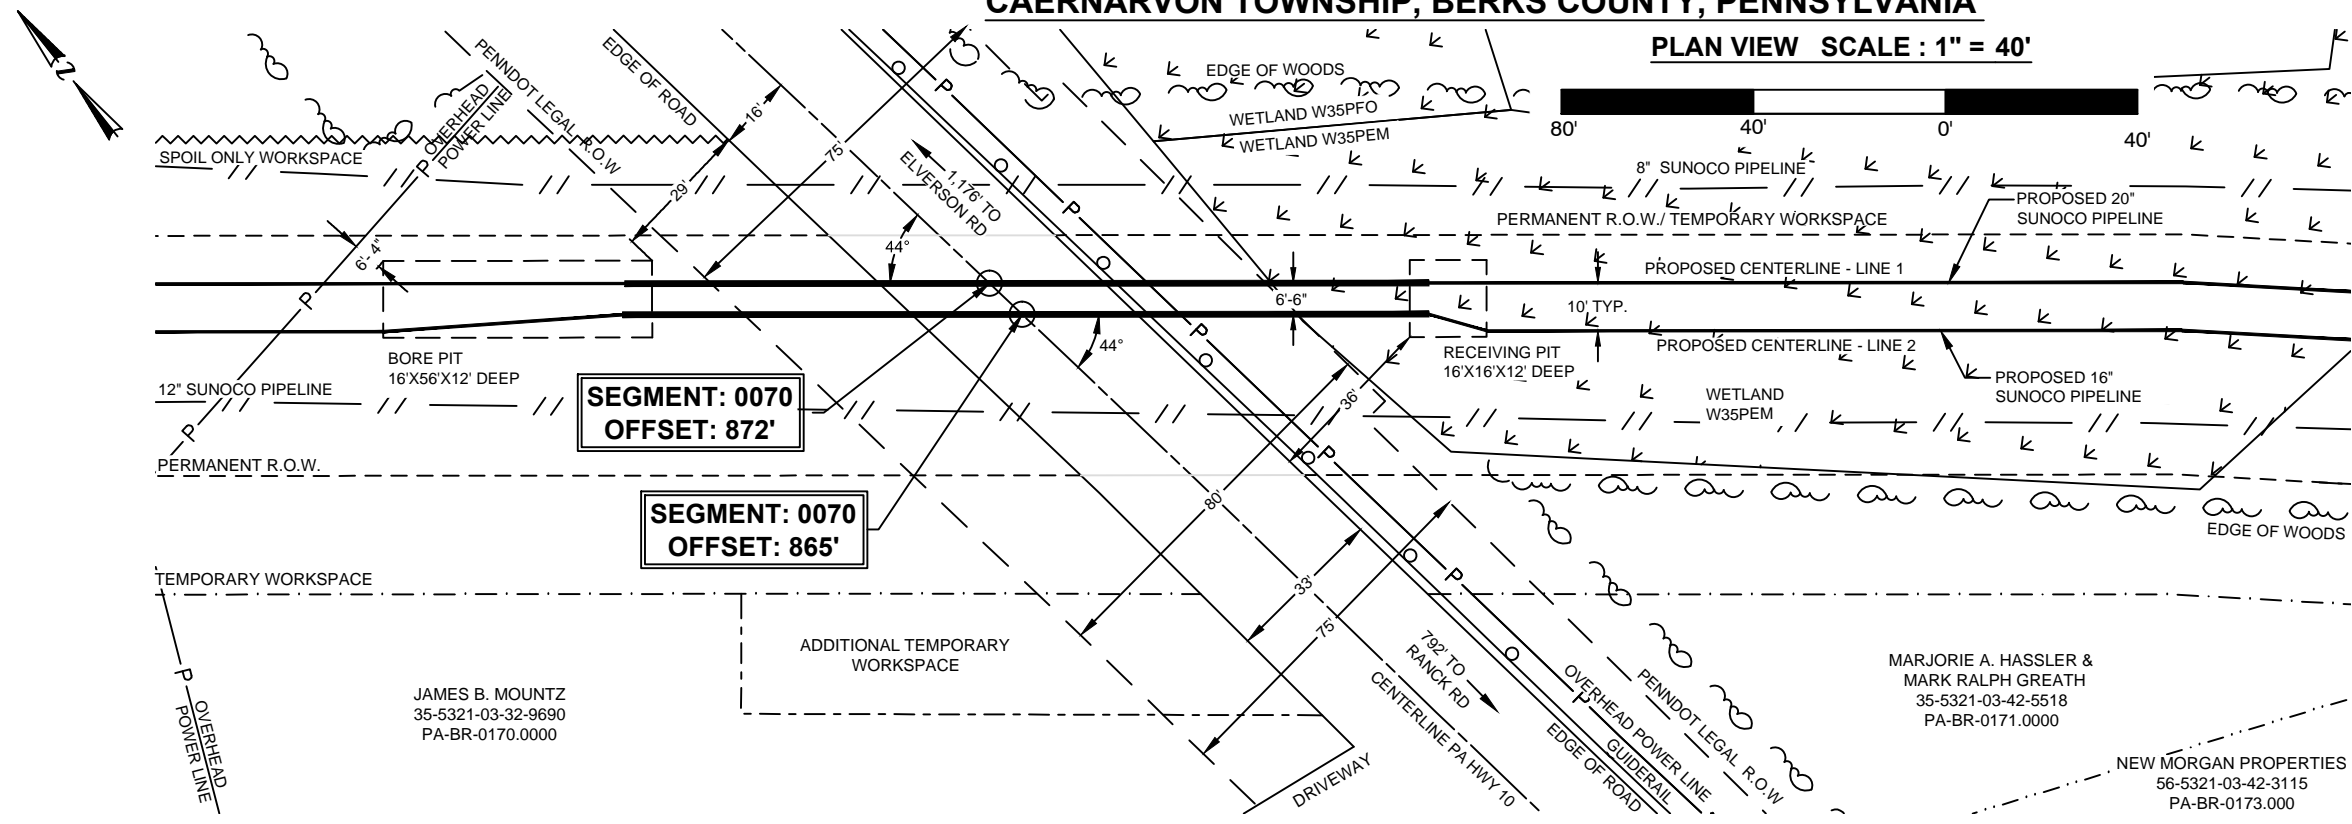 CAERNARVON TOWNSHIP, BERKS COUNTY, PENNSYLVANIA
PLAN VIEW SCALE : 1" = 40'
80'
40'
0'
40'
N
PENNDOT LEGAL R.O.W
OVERHEAD
POWER LINE
P
EDGE OF ROAD
16'
75'
29'
SPOIL ONLY WORKSPACE
1,176' TO
ELVERSON RD
EDGE OF WOODS
WETLAND W35PFO
WETLAND W35PEM
8" SUNOCO PIPELINE
PROPOSED 20"
SUNOCO PIPELINE
PERMANENT R.O.W./ TEMPORARY WORKSPACE
P
P
6'- 4"
44°
PROPOSED CENTERLINE - LINE 1
P
6'-6"
10' TYP.
44°
P
BORE PIT
16'X56'X12' DEEP
RECEIVING PIT
16'X16'X12' DEEP
PROPOSED CENTERLINE - LINE 2
PROPOSED 16"
SUNOCO PIPELINE
12" SUNOCO PIPELINE
SEGMENT: 0070
OFFSET: 872'
36'
WETLAND
W35PEM
P
P
PERMANENT R.O.W.
SEGMENT: 0070
OFFSET: 865'
80'
EDGE OF WOODS
TEMPORARY WORKSPACE
33'
75'
P
ADDITIONAL TEMPORARY
WORKSPACE
792' TO
RANCK RD
P
OVERHEAD
POWER LINE
JAMES B. MOUNTZ
35-5321-03-32-9690
PA-BR-0170.0000
CENTERLINE PA HWY 10
EDGE OF ROAD
GUIDERAIL
OVERHEAD POWER LINE
P
PENNDOT LEGAL R.O.W
MARJORIE A. HASSLER &
MARK RALPH GREATH
35-5321-03-42-5518
PA-BR-0171.0000
DRIVEWAY
NEW MORGAN PROPERTIES
56-5321-03-42-3115
PA-BR-0173.000